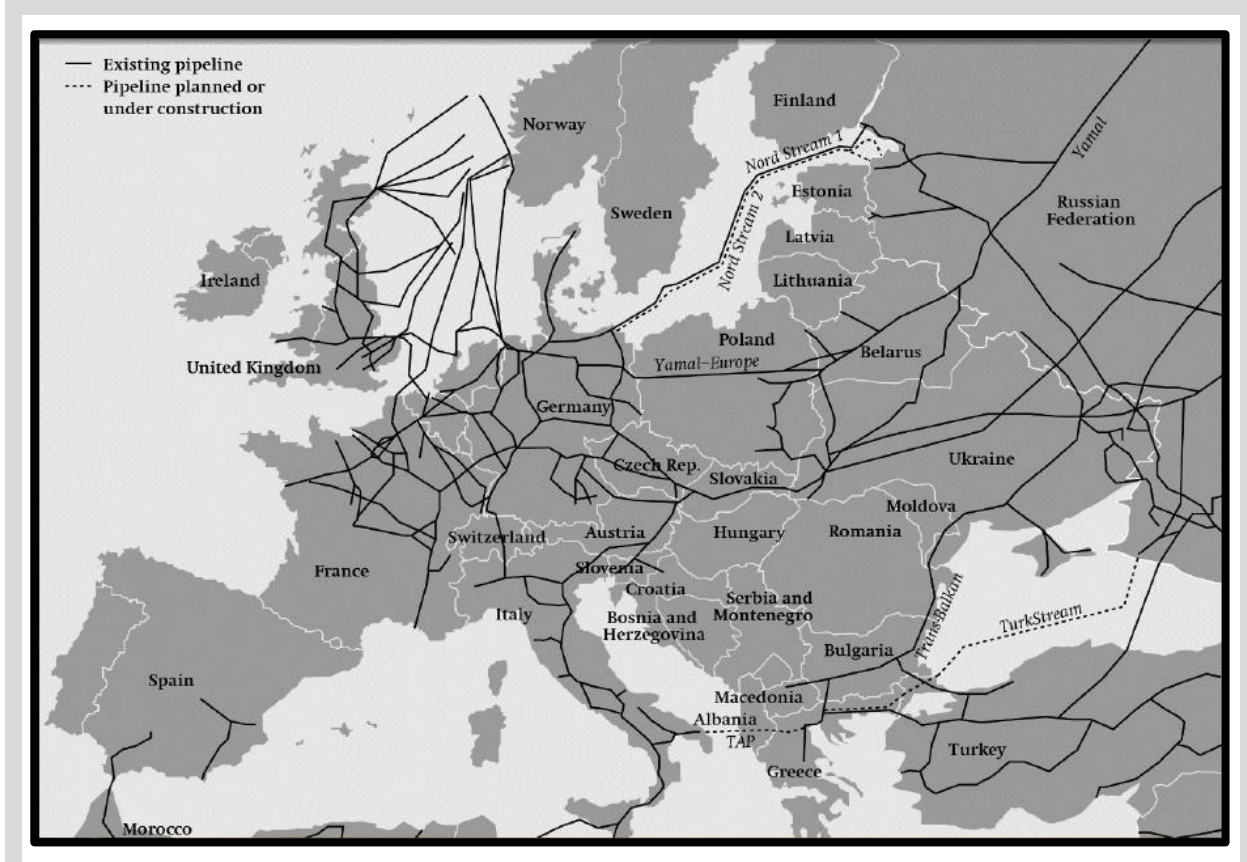 Existing pipeline
Pipeline planned or
under construction
Finland
Norway
Nord Stream 1
Yamal
Estonia
Russian
Federation
Sweden
Nord Stream 2
Latvia
Ireland
Lithuania
Poland
Belarus
United Kingdom
Yamal–Europe
Germany
Czech Rep.
Slovakia
Ukraine
Moldova
Switzerland
Austria
Hungary
Romania
France
Slovenia
Croatia
Serbia and
Montenegro
Italy
Bosnia and
Herzegovina
Trans-Balkan
TurkStream
Bulgaria
Spain
Macedonia
Albania
TAP
Turkey
Greece
Morocco